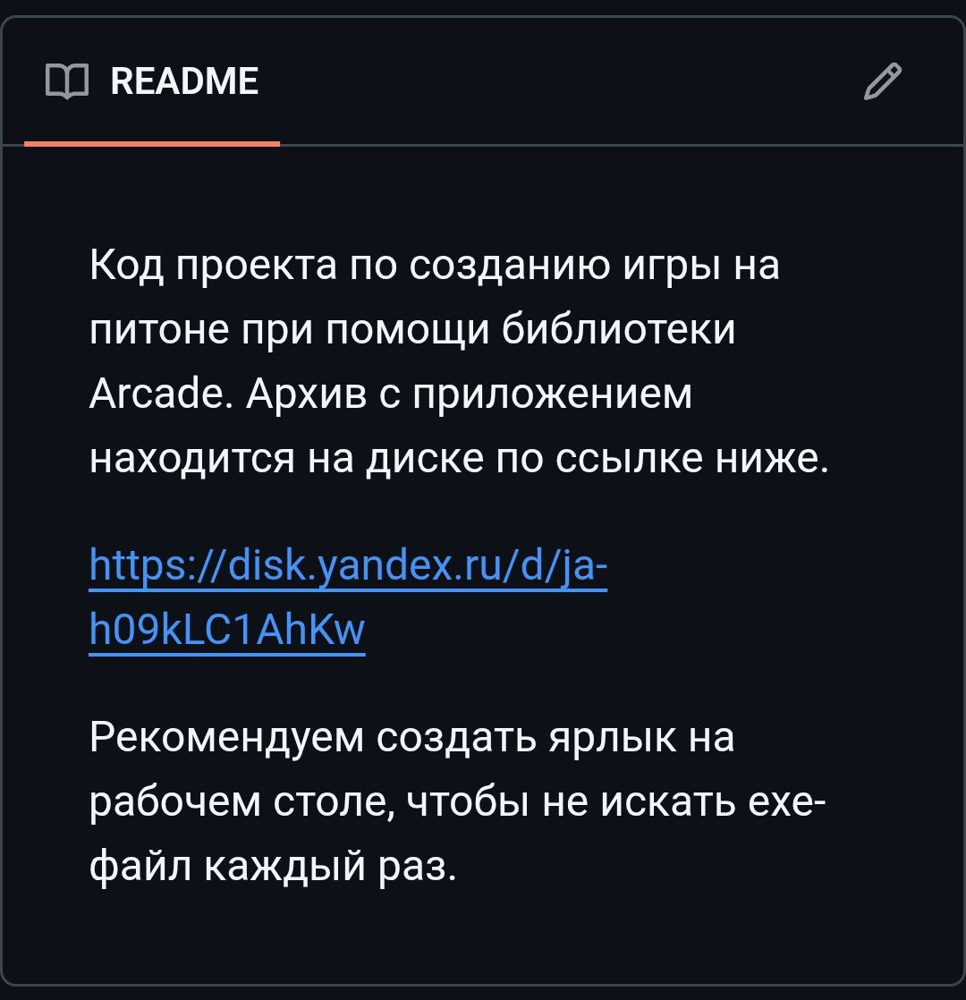 README
Код проекта по созданию игры на
питоне при помощи библиотеки
Arcade. Архив с приложением
находится на диске по ссылке ниже.
https://disk.yandex.ru/d/ja-
h09kLC1AhKw
Рекомендуем создать ярлык на
рабочем столе, чтобы не искать exe-
файл каждый раз.